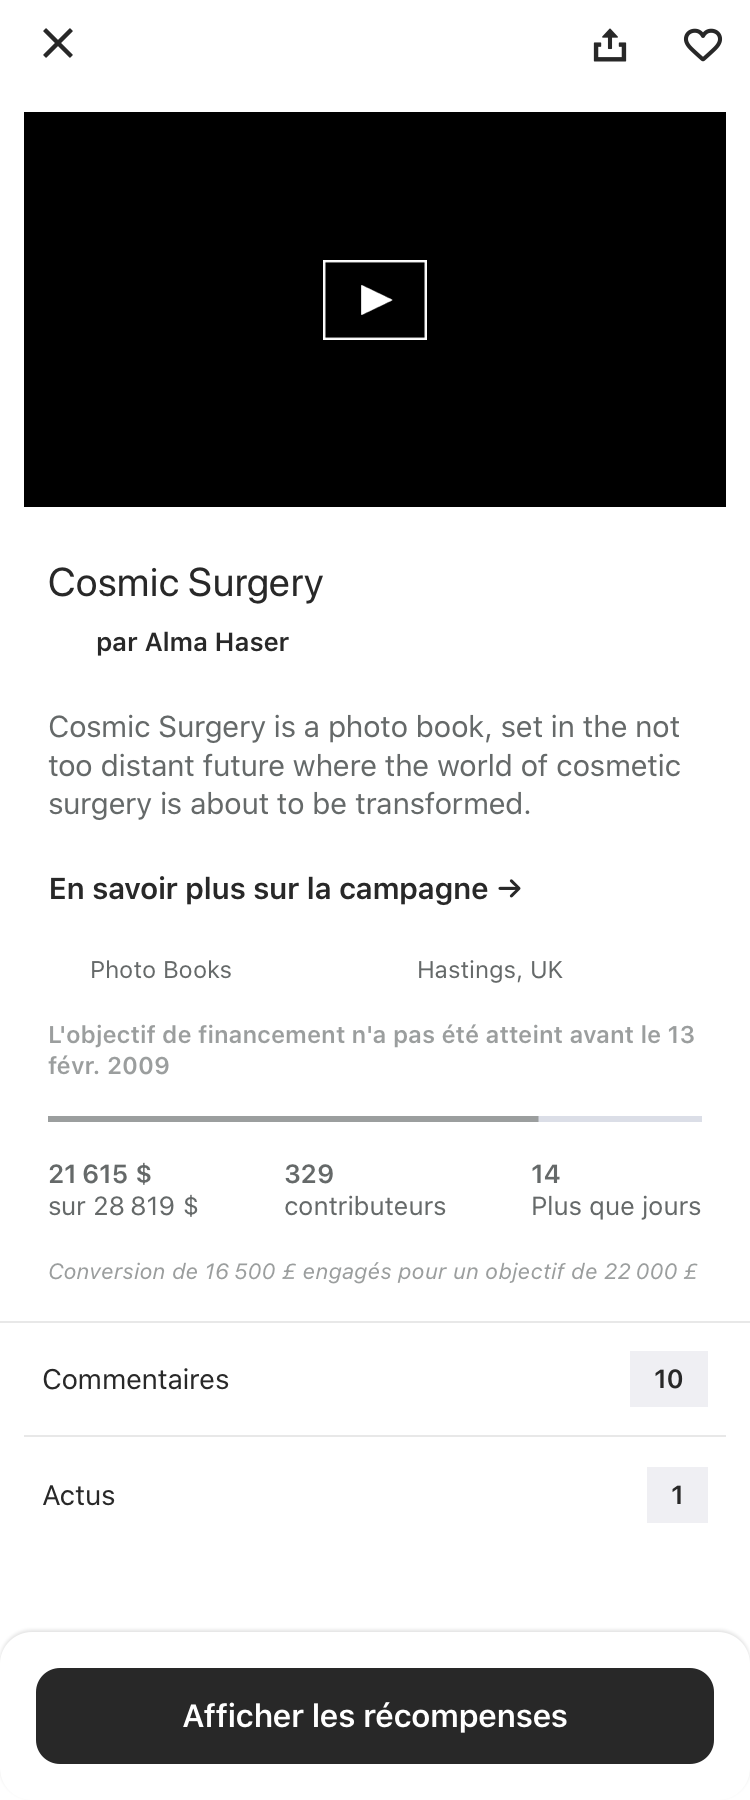 Cosmic Surgery
par Alma Haser
Cosmic Surgery is a photo book, set in the not
too distant future where the world of cosmetic
surgery is about to be transformed.
En savoir plus sur la campagne →
Photo Books Hastings, UK
L'objectif de financement n'a pas été atteint avant le 13
févr. 2009
21 615 $ 329 14
sur 28 819 $ contributeurs Plus que jours
Conversion de 16 500 £ engagés pour un objectif de 22 000 £
Commentaires 10
Actus 1
Afficher les récompenses